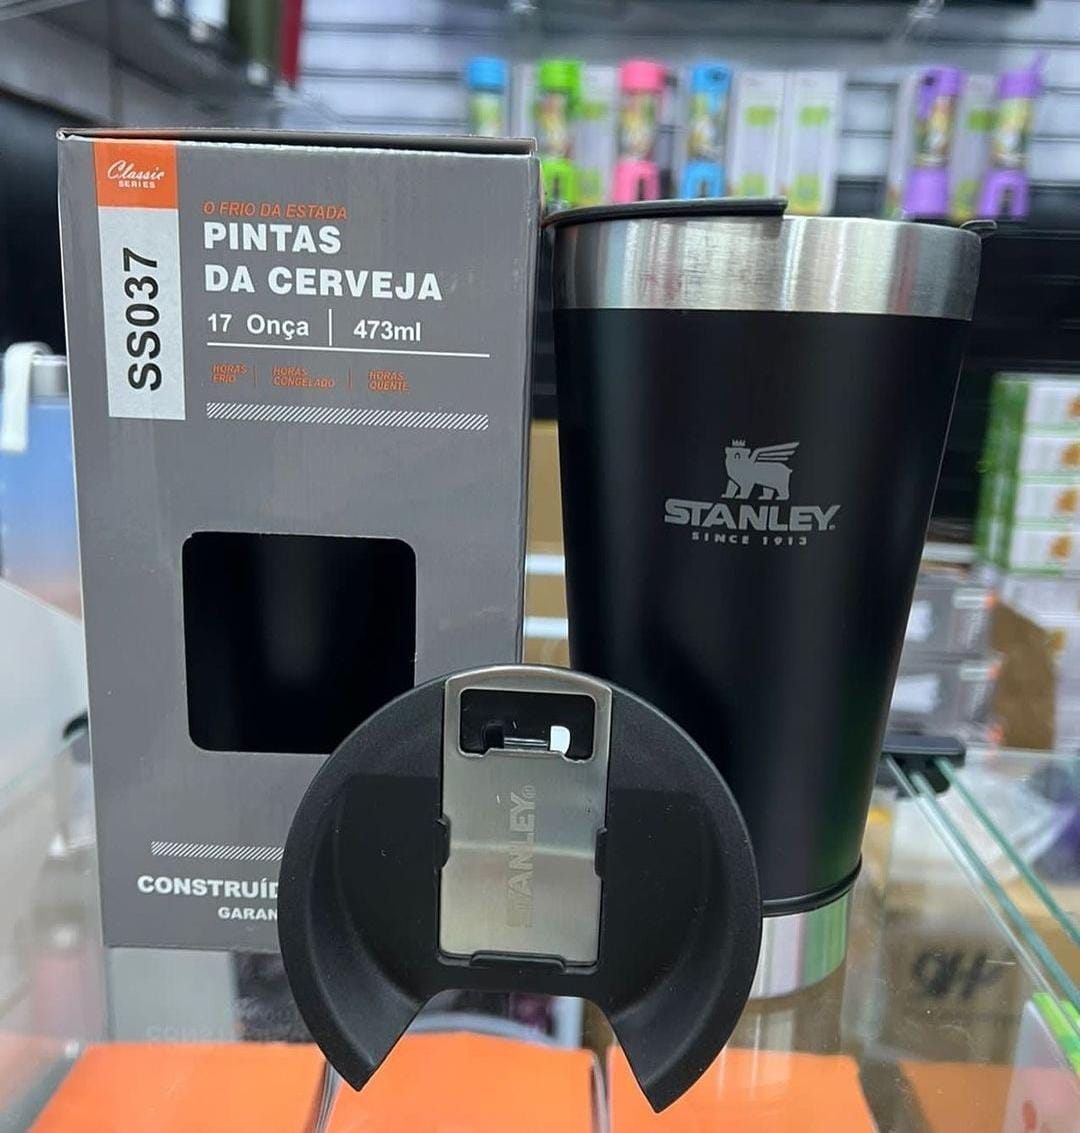 Classic
SERIES
SS037
O FRIO DA ESTADA
PINTAS
DA CERVEJA
17 Onça | 473ml
HORAS FRIO | HORAS CONGELADO | HORAS QUENTE
CONSTRUÍD
GARAN
STANLEY®
SINCE 1913
STANLEY®